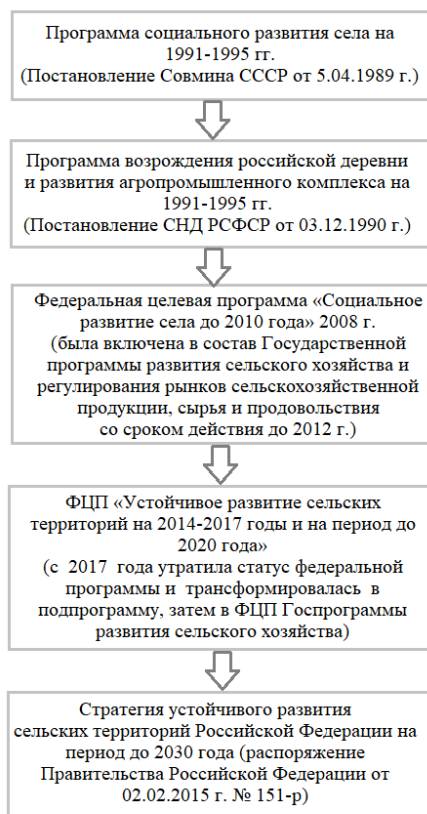 Программа социального развития села на
1991-1995 гг.
(Постановление Совмина СССР от 5.04.1989 г.)
Программа возрождения российской деревни
и развития агропромышленного комплекса на
1991-1995 гг.
(Постановление СНД РСФСР от 03.12.1990 г.)
Федеральная целевая программа «Социальное
развитие села до 2010 года» 2008 г.
(была включена в состав Государственной
программы развития сельского хозяйства и
регулирования рынков сельскохозяйственной
продукции, сырья и продовольствия
со сроком действия до 2012 г.)
ФЦП «Устойчивое развитие сельских
территорий на 2014-2017 годы и на период до
2020 года»
(с 2017 года утратила статус федеральной
программы и трансформировалась в
подпрограмму, затем в ФЦП Госпрограммы
развития сельского хозяйства)
Стратегия устойчивого развития
сельских территорий Российской Федерации на
период до 2030 года (распоряжение
Правительства Российской Федерации от
02.02.2015 г. № 151-р)